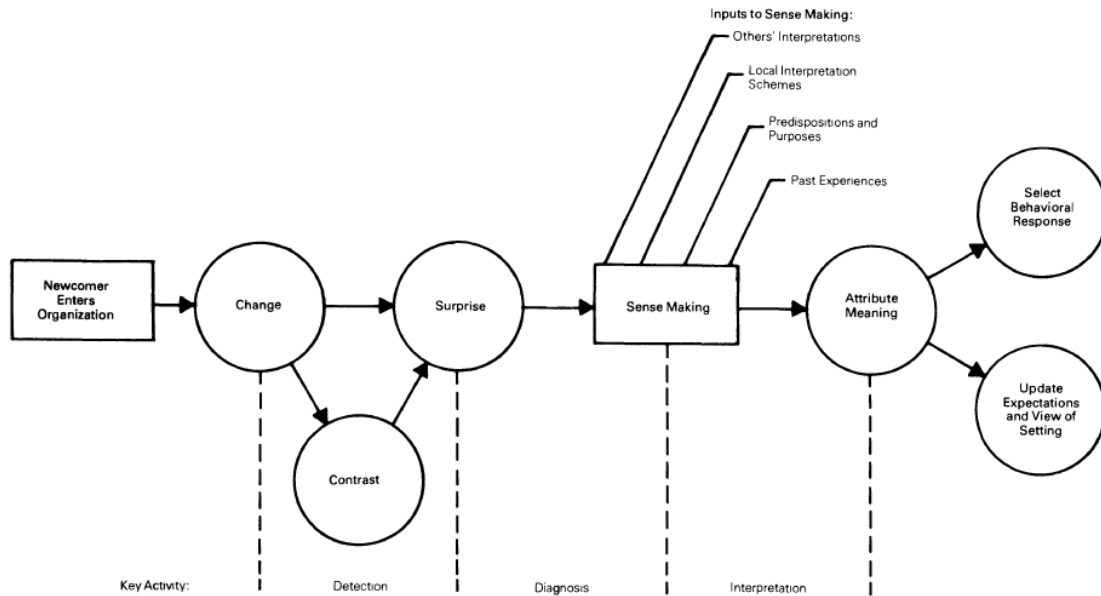 Inputs to Sense Making:
Others' Interpretations
Local Interpretation
Schemes
Predispositions and
Purposes
Past Experiences
Select
Behavioral
Response
Newcomer
Enters
Organization
Change
Surprise
Sense Making
Attribute
Meaning
Update
Expectations
and View of
Setting
Contrast
Key Activity:
Detection
Diagnosis
Interpretation